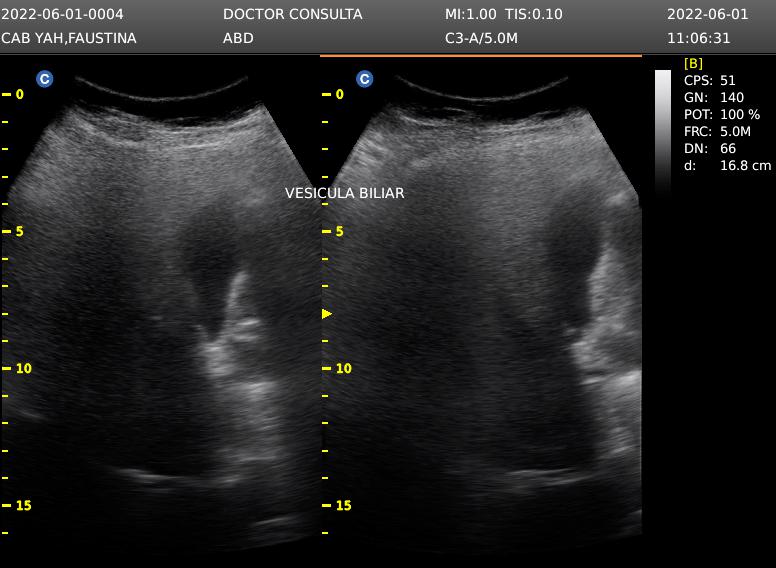 2022-06-01-0004 DOCTOR CONSULTA MI:1.00 TIS:0.10 2022-06-01
CAB YAH,FAUSTINA ABD C3-A/5.0M 11:06:31
C C
[B]
0 0
CPS: 51
GN: 140
POT: 100 %
FRC: 5.0M
DN: 66
d: 16.8 cm
VESICULA BILIAR
5 5
10 10
15 15